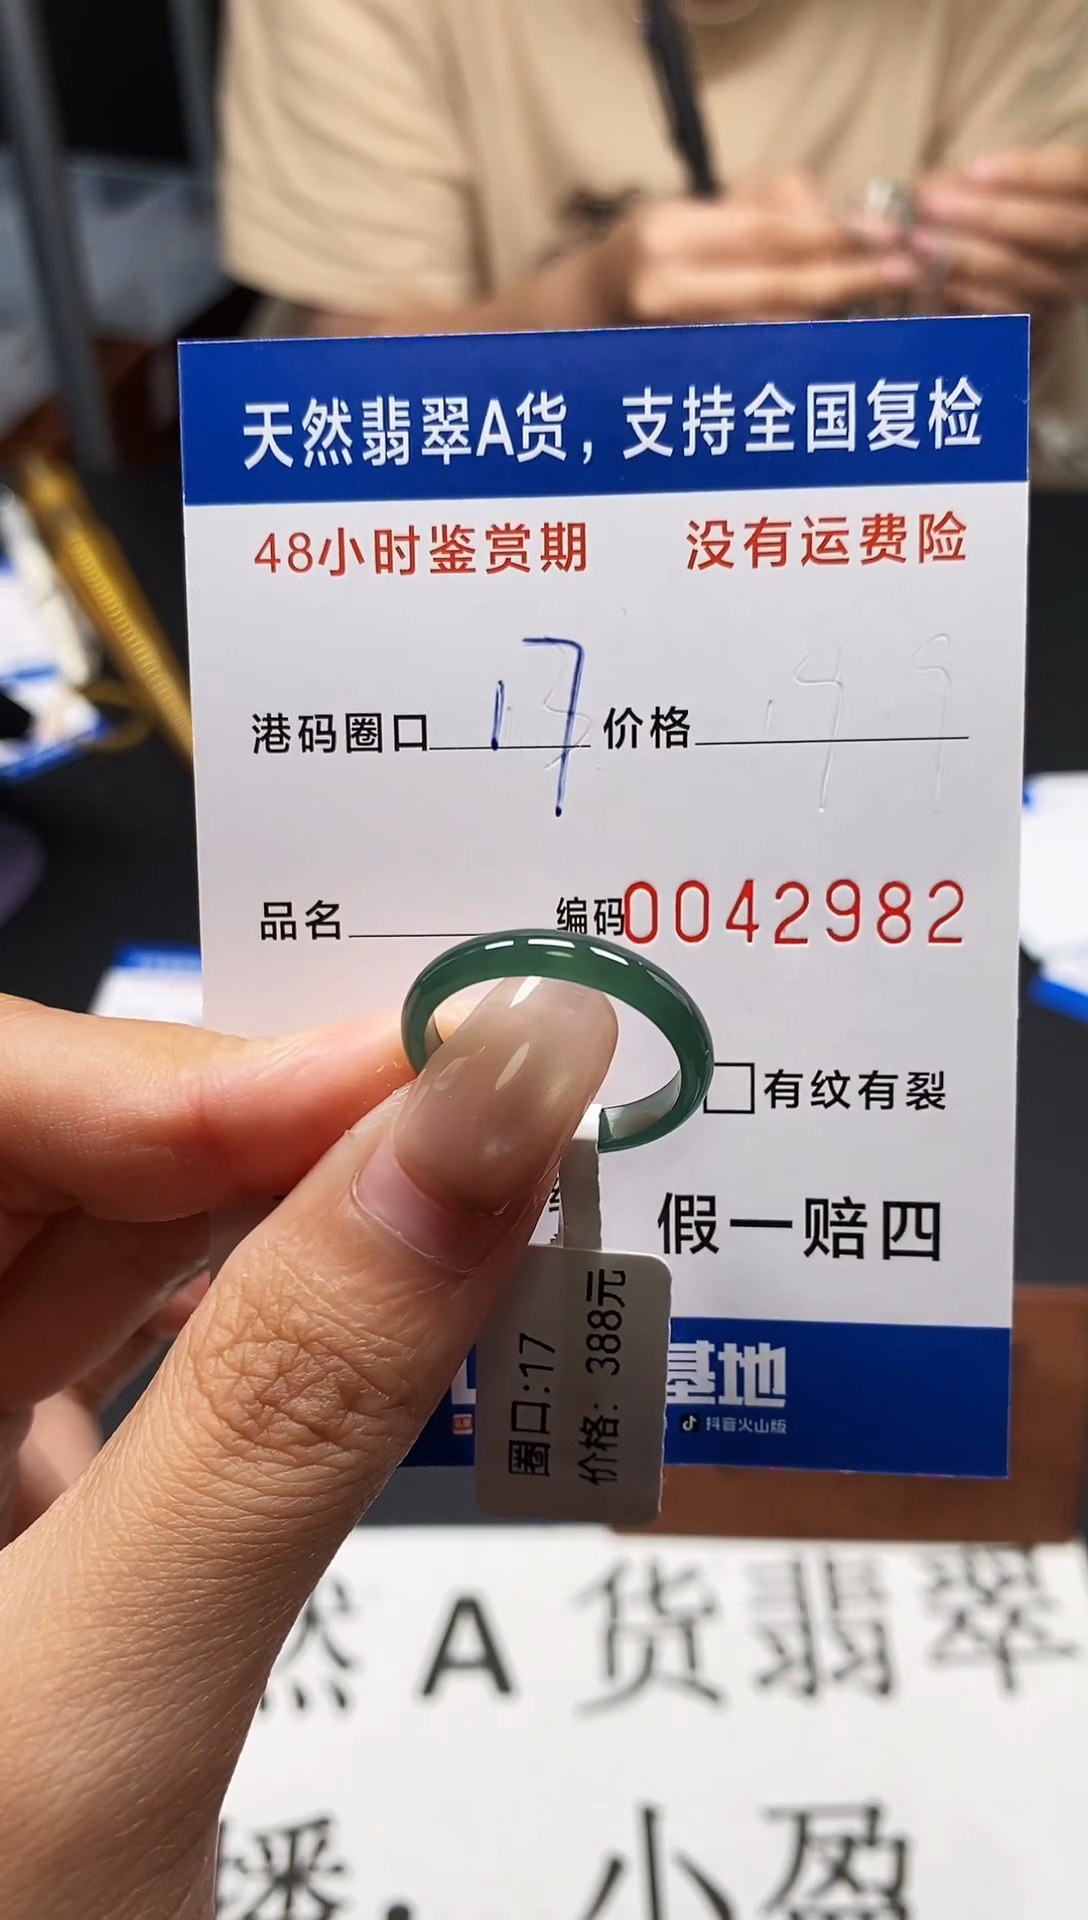 天然翡翠A货，支持全国复检
48小时鉴赏期 没有运费险
港码圈口 17 价格
品名 编码0042982
有纹有裂
假一赔四
基地
抖音火山版
圈口:17
价格: 388元
然 A 货翡翠
播: 小盈